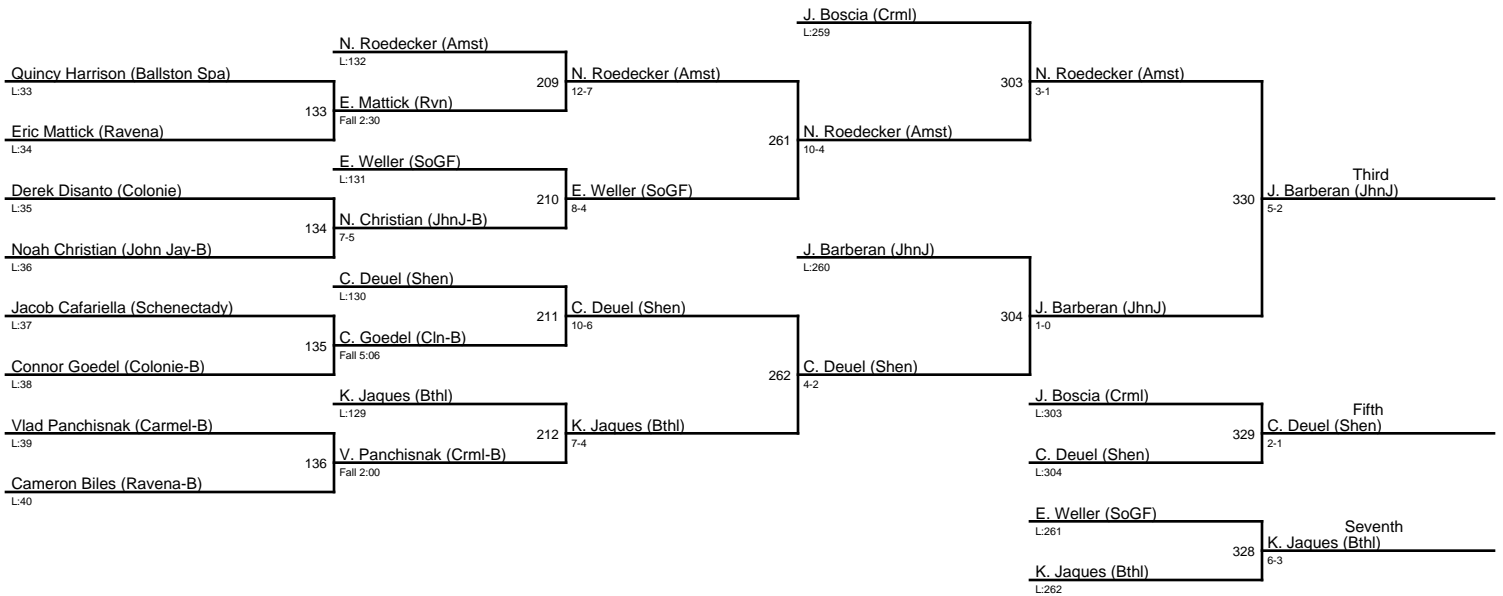 J. Boscia (Crml)
L:259
N. Roedecker (Amst)
L:132
Quincy Harrison (Ballston Spa)
L:33
209
N. Roedecker (Amst)
12-7
303
N. Roedecker (Amst)
3-1
133
E. Mattick (Rvn)
Fall 2:30
Eric Mattick (Ravena)
L:34
261
N. Roedecker (Amst)
10-4
E. Weller (SoGF)
L:131
Derek Disanto (Colonie)
L:35
210
E. Weller (SoGF)
8-4
330
Third
J. Barberan (JhnJ)
5-2
134
N. Christian (JhnJ-B)
7-5
Noah Christian (John Jay-B)
L:36
J. Barberan (JhnJ)
L:260
C. Deuel (Shen)
L:130
Jacob Cafariella (Schenectady)
L:37
211
C. Deuel (Shen)
10-6
304
J. Barberan (JhnJ)
1-0
135
C. Goedel (Cln-B)
Fall 5:06
Connor Goedel (Colonie-B)
L:38
262
C. Deuel (Shen)
4-2
K. Jaques (Bthl)
L:129
J. Boscia (Crml)
L:303
Vlad Panchisnak (Carmel-B)
L:39
212
K. Jaques (Bthl)
7-4
329
Fifth
C. Deuel (Shen)
2-1
136
V. Panchisnak (Crml-B)
Fall 2:00
C. Deuel (Shen)
L:304
Cameron Biles (Ravena-B)
L:40
E. Weller (SoGF)
L:261
328
Seventh
K. Jaques (Bthl)
6-3
K. Jaques (Bthl)
L:262